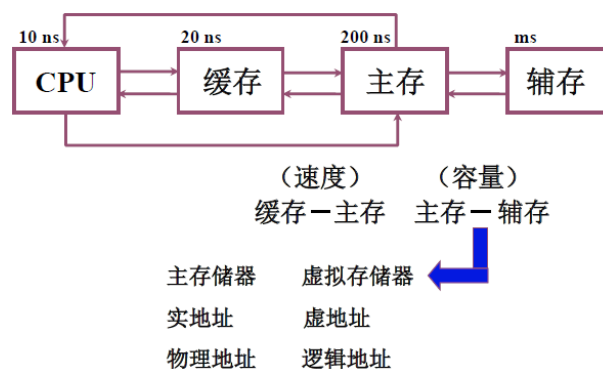 10 ns 20 ns 200 ns ms
CPU 缓存 主存 辅存
（速度） （容量）
缓存－主存 主存－辅存
主存储器 虚拟存储器
实地址 虚地址
物理地址 逻辑地址